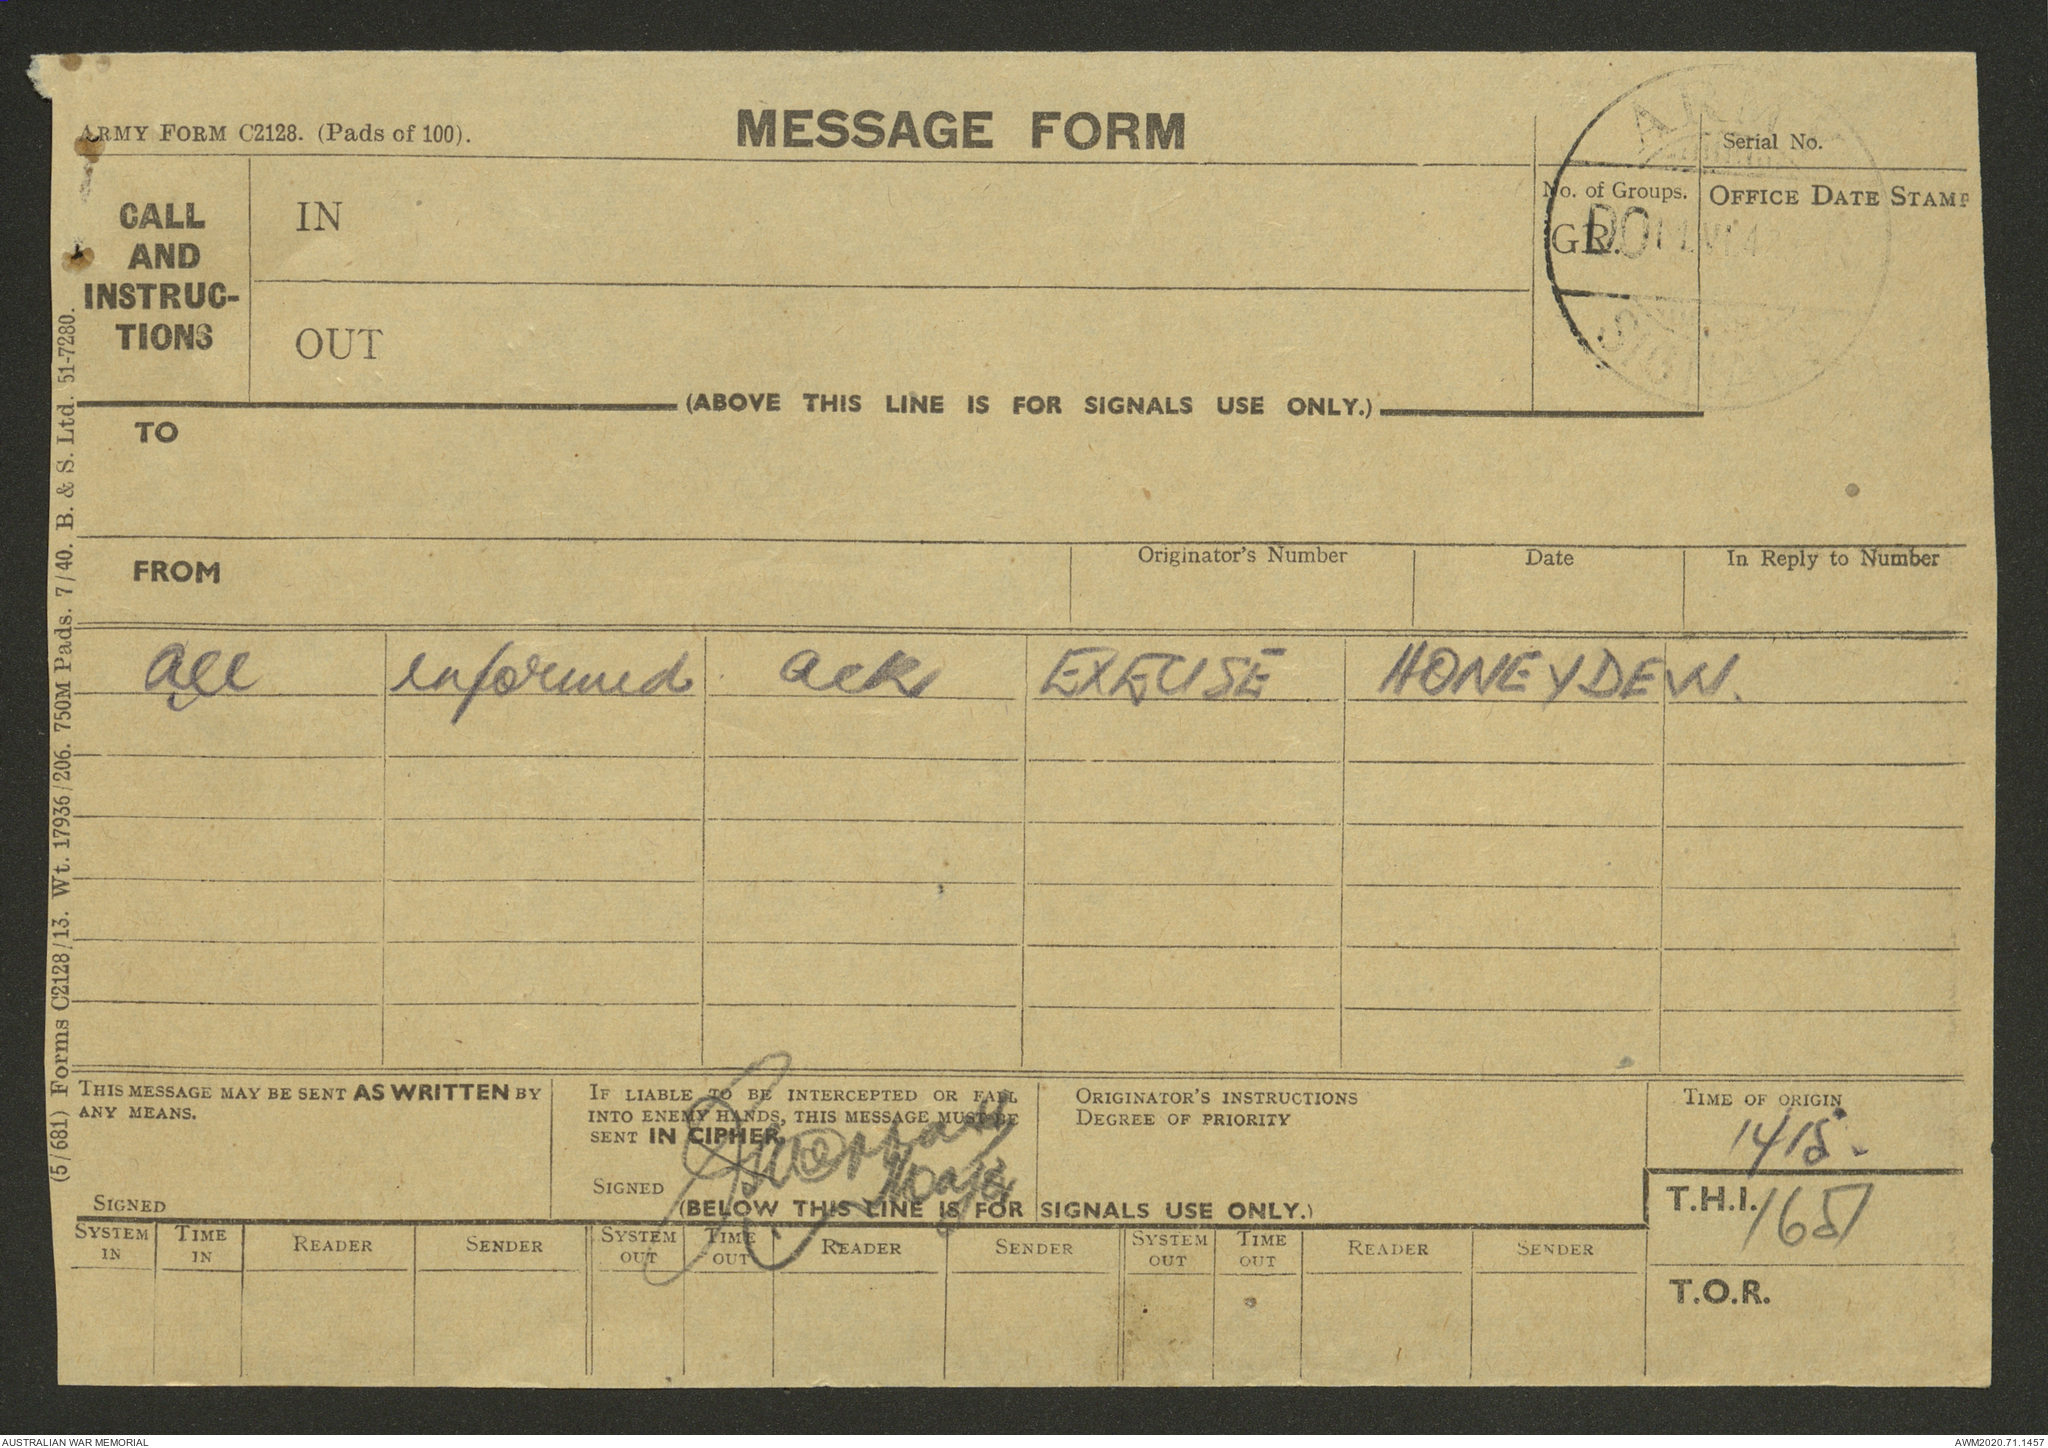 ARMY FORM C2128. (Pads of 100).
MESSAGE FORM
Serial No.
CALL AND INSTRUC-TIONS
IN
OUT
No. of Groups.
GR.
OFFICE DATE STAMP
ARMY
SIGNALS
(ABOVE THIS LINE IS FOR SIGNALS USE ONLY.)
TO
FROM
Originator's Number
Date
In Reply to Number
all informed ack EXEUSE HONEYDEW.
THIS MESSAGE MAY BE SENT AS WRITTEN BY
ANY MEANS.
SIGNED
IF LIABLE TO BE INTERCEPTED OR FALL
INTO ENEMY HANDS, THIS MESSAGE MUST BE
SENT IN CIPHER.
SIGNED
Major
ORIGINATOR'S INSTRUCTIONS
DEGREE OF PRIORITY
TIME OF ORIGIN
1415.
(BELOW THIS LINE IS FOR SIGNALS USE ONLY.)
T.H.I. 1651
T.O.R.
SYSTEM IN
TIME IN
READER
SENDER
SYSTEM OUT
TIME OUT
READER
SENDER
SYSTEM OUT
TIME OUT
READER
SENDER
(5/681) Forms C2128/13. Wt. 17936/206. 750M Pads. 7/40. B. & S. Ltd. 51-7280.
AUSTRALIAN WAR MEMORIAL
AWM2020.71.1457